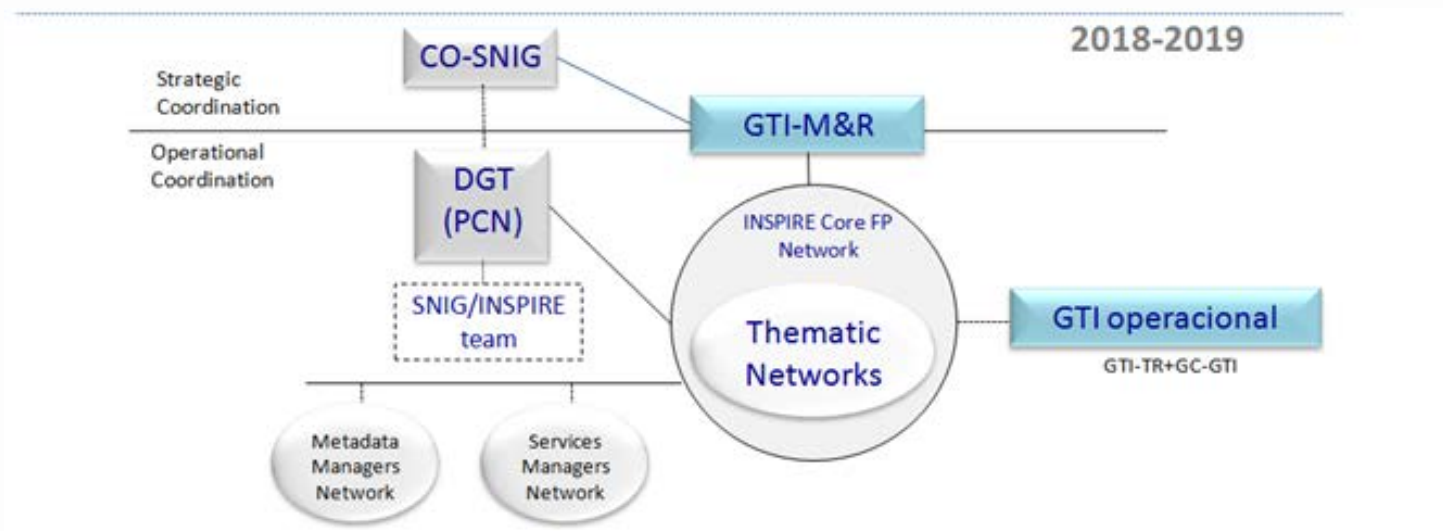 2018-2019
CO-SNIG
Strategic
Coordination
GTI-M&R
Operational
Coordination
DGT
(PCN)
INSPIRE Core FP
Network
SNIG/INSPIRE
team
Thematic
Networks
GTI operacional
GTI-TR+GC-GTI
Metadata
Managers
Network
Services
Managers
Network